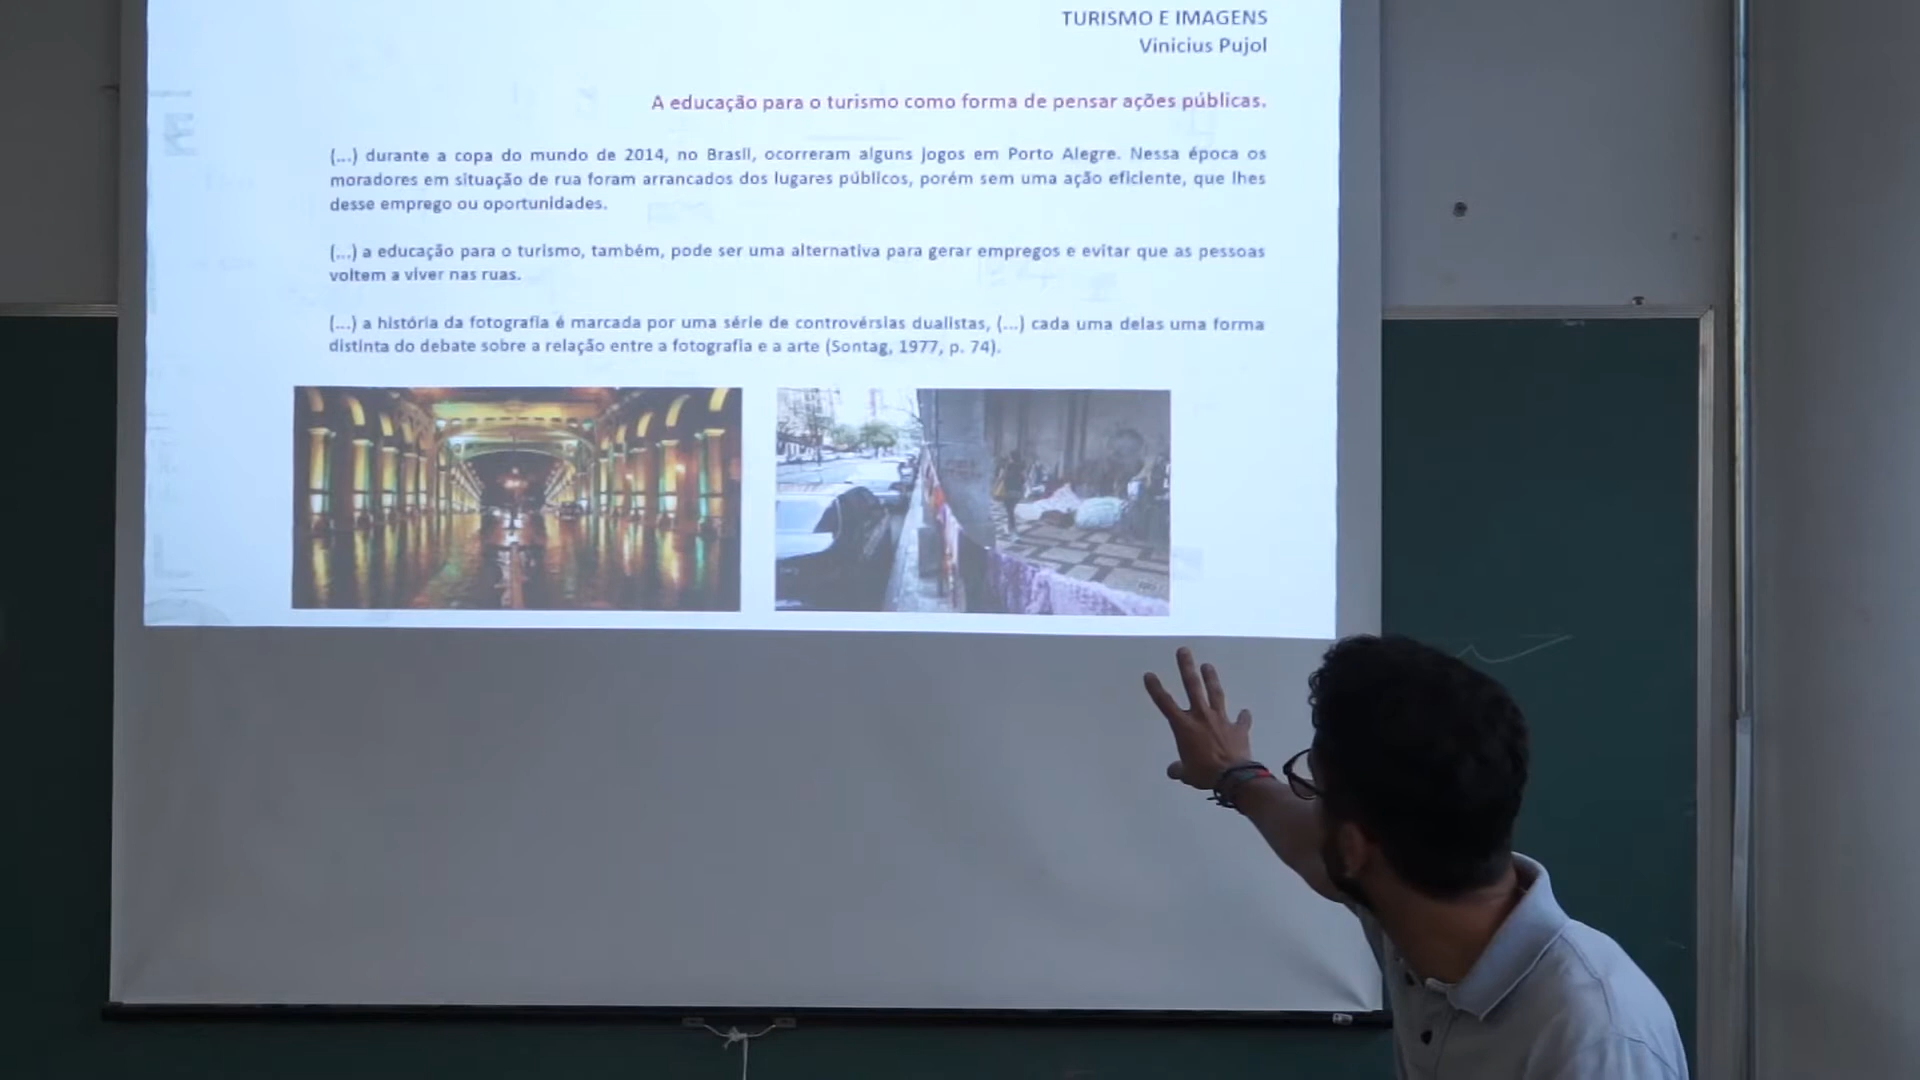 TURISMO E IMAGENS
Vinicius Pujol
A educação para o turismo como forma de pensar ações públicas.
(...) durante a copa do mundo de 2014, no Brasil, ocorreram alguns jogos em Porto Alegre. Nessa época os
moradores em situação de rua foram arrancados dos lugares públicos, porém sem uma ação eficiente, que lhes
desse emprego ou oportunidades.
(...) a educação para o turismo, também, pode ser uma alternativa para gerar empregos e evitar que as pessoas
voltem a viver nas ruas.
(...) a história da fotografia é marcada por uma série de controvérsias dualistas, (...) cada uma delas uma forma
distinta do debate sobre a relação entre a fotografia e a arte (Sontag, 1977, p. 74).